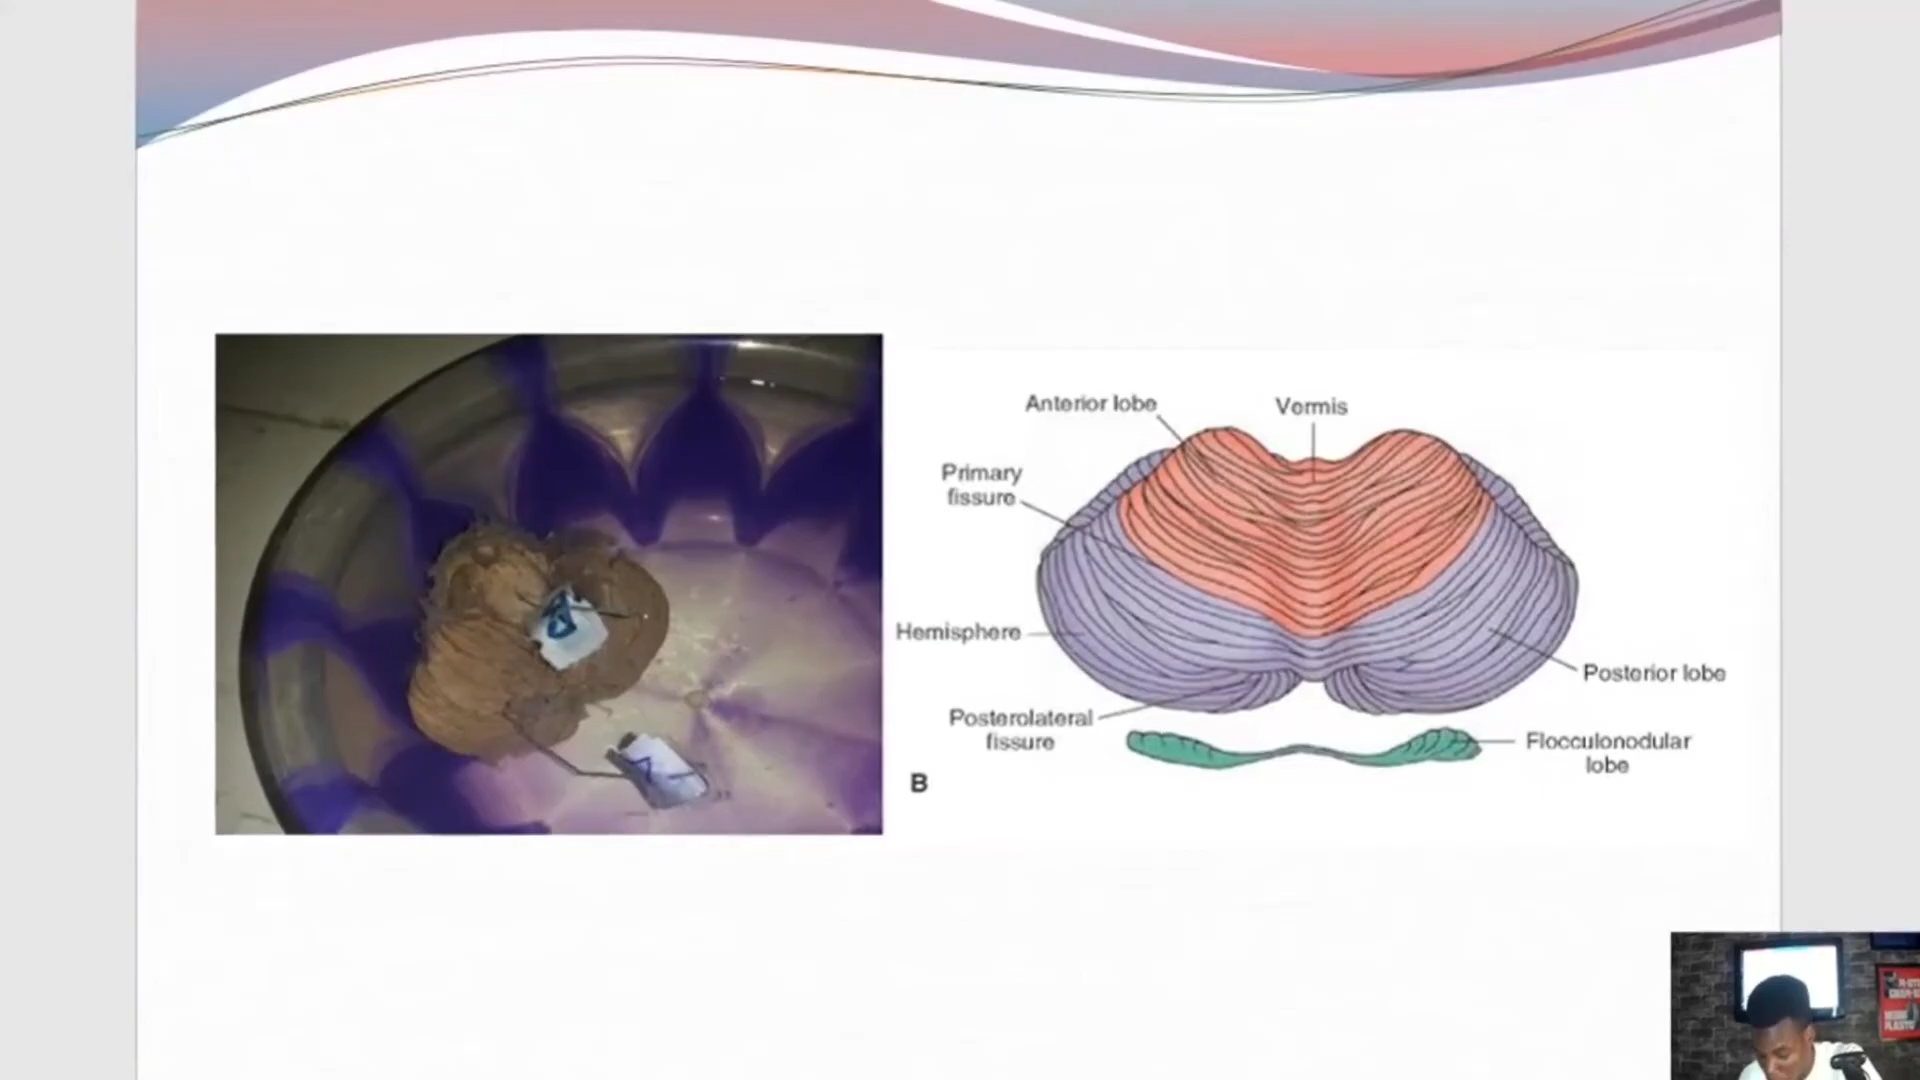 Anterior lobe
Vermis
Primary
fissure
Hemisphere
Posterior lobe
Posterolateral
fissure
Flocculonodular
lobe
B